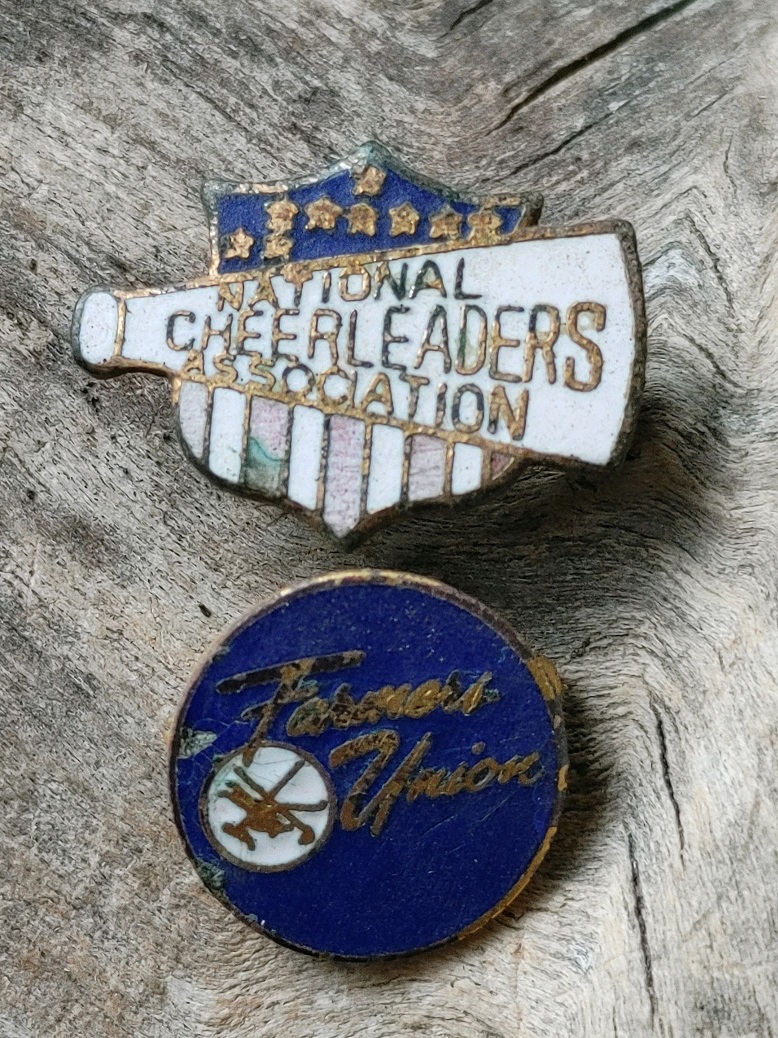 NATIONAL
CHEERLEADERS
ASSOCIATION
Farmers
Union